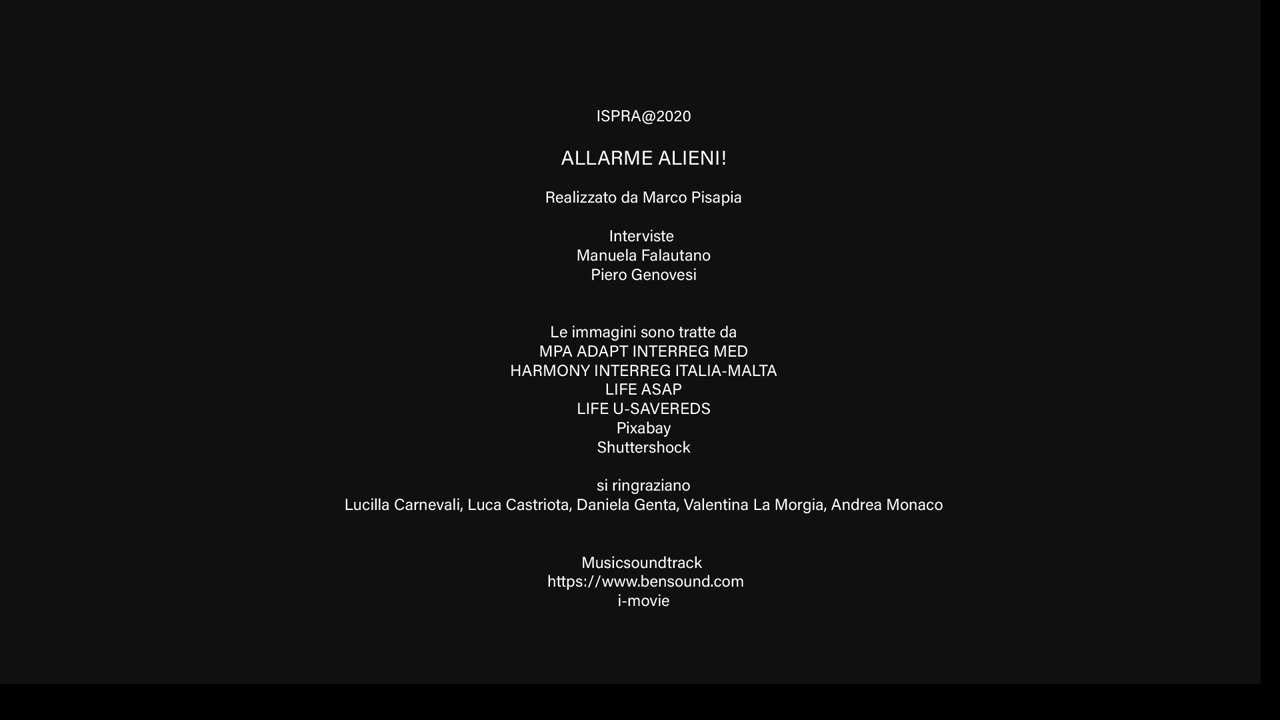 ISPRA@2020
ALLARME ALIENI!
Realizzato da Marco Pisapia
Interviste
Manuela Falautano
Piero Genovesi
Le immagini sono tratte da
MPA ADAPT INTERREG MED
HARMONY INTERREG ITALIA-MALTA
LIFE ASAP
LIFE U-SAVEREDS
Pixabay
Shuttershock
si ringraziano
Lucilla Carnevali, Luca Castriota, Daniela Genta, Valentina La Morgia, Andrea Monaco
Musicsoundtrack
https://www.bensound.com
i-movie